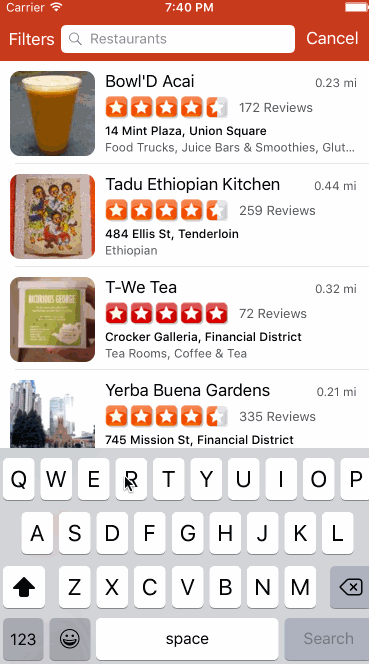 Carrier 7:40 PM
Filters Restaurants Cancel
Bowl'D Acai 0.23 mi
172 Reviews
14 Mint Plaza, Union Square
Food Trucks, Juice Bars & Smoothies, Glut...
Tadu Ethiopian Kitchen 0.44 mi
259 Reviews
484 Ellis St, Tenderloin
Ethiopian
T-We Tea 0.32 mi
72 Reviews
Crocker Galleria, Financial District
Tea Rooms, Coffee & Tea
Yerba Buena Gardens 0.21 mi
335 Reviews
745 Mission St, Financial District
Q W E R T Y U I O P
A S D F G H J K L
Z X C V B N M
123 space Search